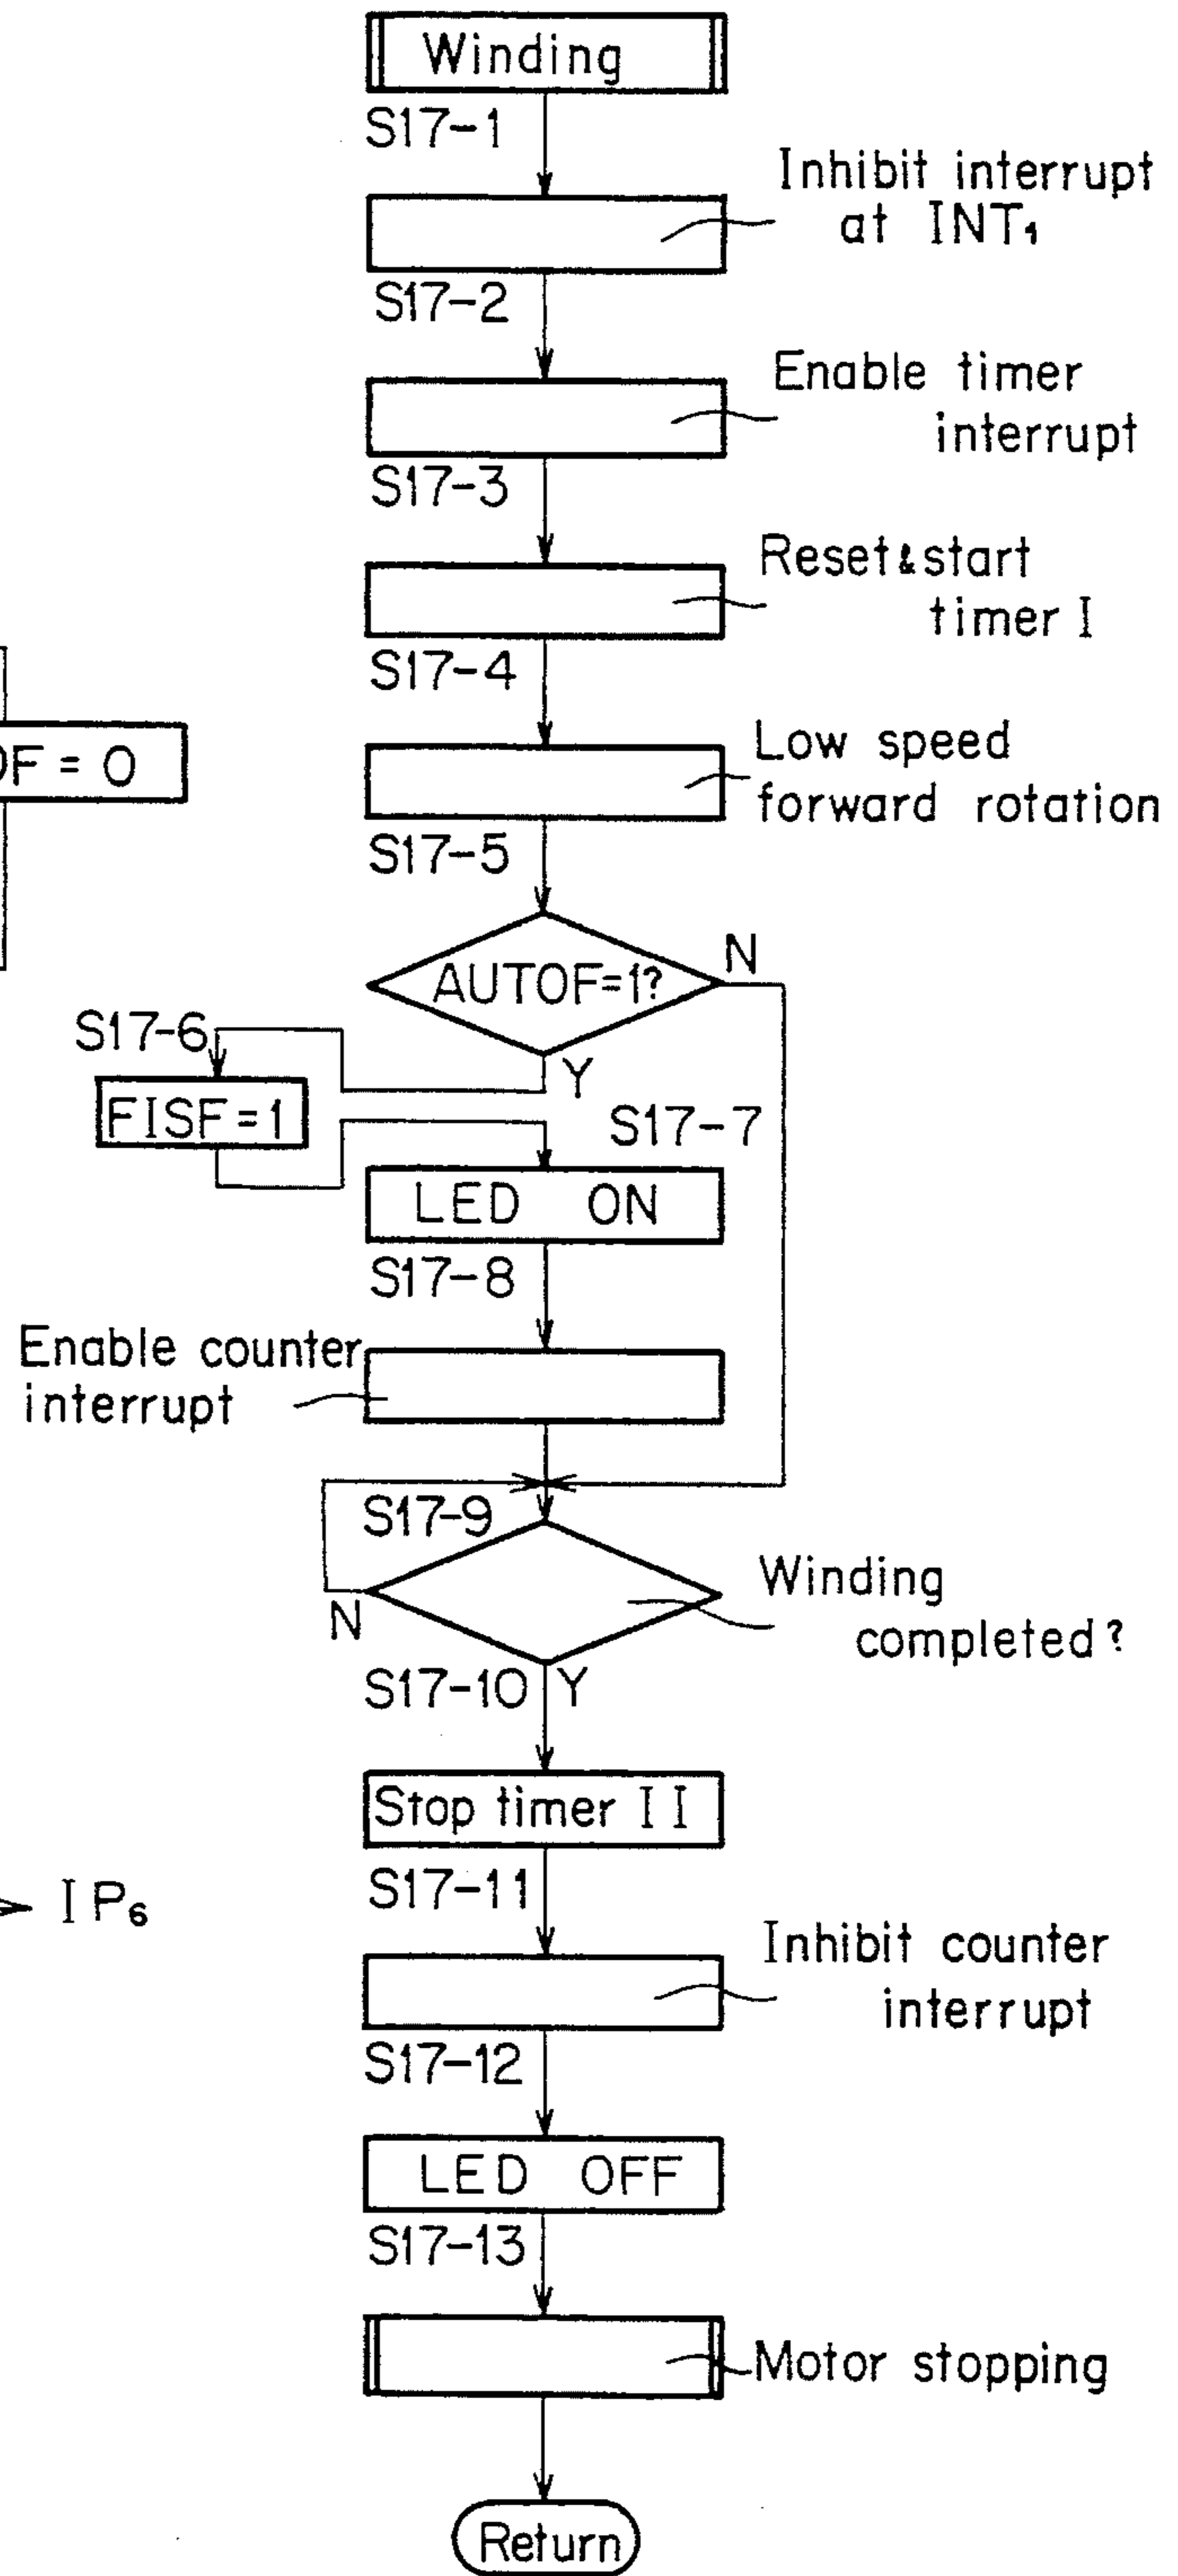 Winding
S17-1
Inhibit interrupt
at INT₁
S17-2
Enable timer
interrupt
S17-3
Reset&start
timer I
S17-4
Low speed
forward rotation
OF = 0
S17-5
AUTOF=1?
N
Y
S17-6
FISF=1
S17-7
LED ON
S17-8
Enable counter
interrupt
S17-9
Winding
completed?
N
S17-10
Y
Stop timer II
IP₆
S17-11
Inhibit counter
interrupt
S17-12
LED OFF
S17-13
Motor stopping
Return